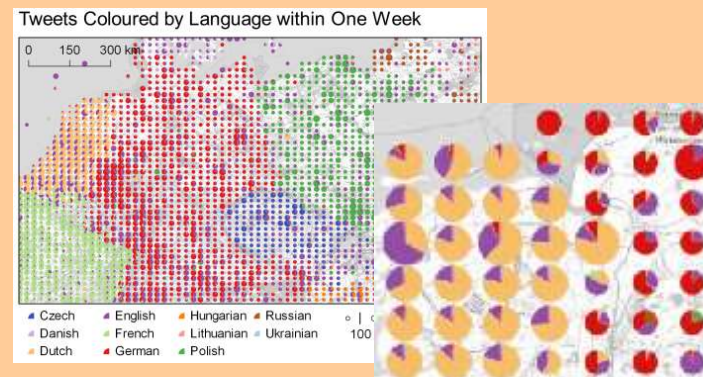 Tweets Coloured by Language within One Week
0 150 300 km
Czech English Hungarian Russian
Danish French Lithuanian Ukrainian
Dutch German Polish
100